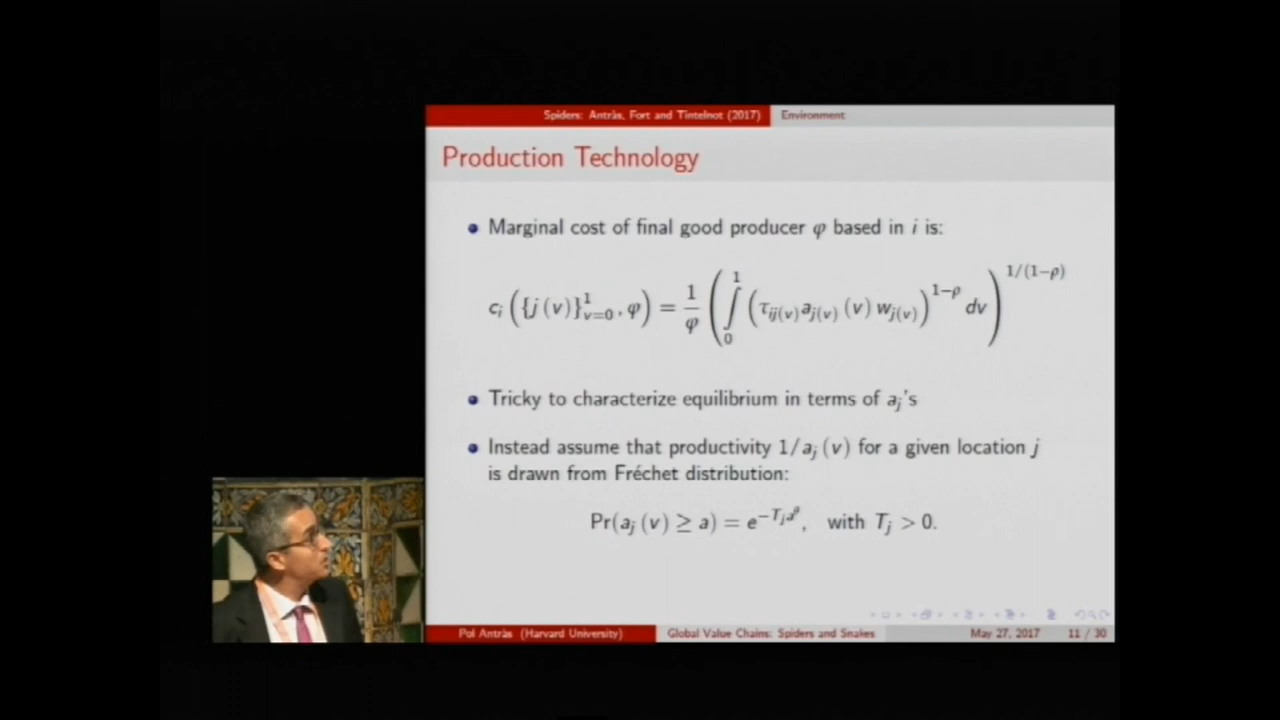 Spiders: Antràs, Fort and Tintelnot (2017) Environment
Production Technology
Marginal cost of final good producer φ based in i is:
c_i ({j(v)}^1_{v=0}, φ) = 1/φ (∫_0^1 (τ_{ij(v)} a_{j(v)} (v) w_{j(v)})^{1−ρ} dv)^{1/(1−ρ)}
Tricky to characterize equilibrium in terms of a_j's
Instead assume that productivity 1/a_j (v) for a given location j
is drawn from Fréchet distribution:
Pr(a_j (v) ≥ a) = e^{−T_j a^θ}, with T_j > 0.
Pol Antràs (Harvard University) Global Value Chains: Spiders and Snakes May 27, 2017 11 / 30